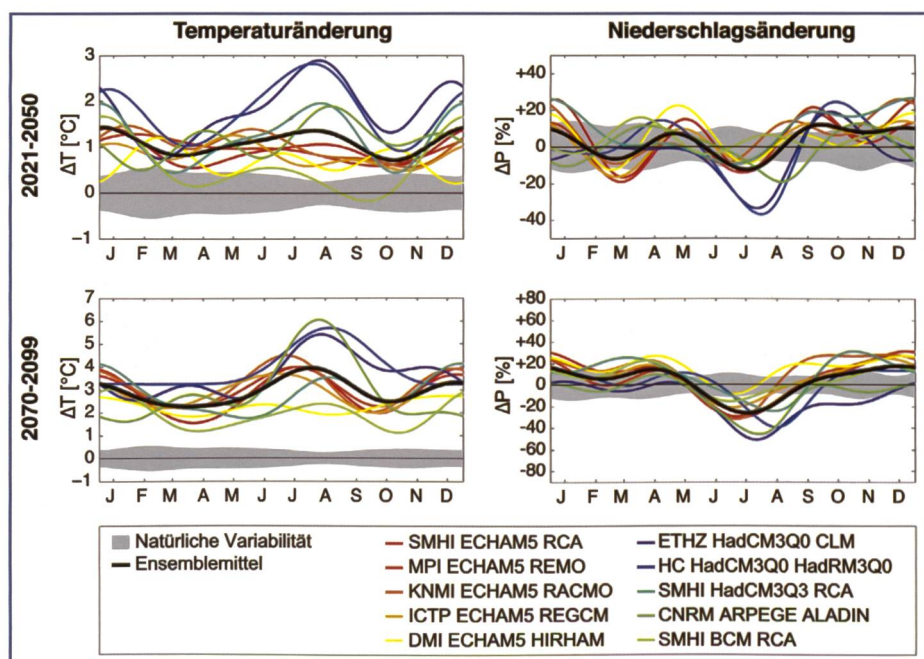 Temperaturänderung
Niederschlagsänderung
2021-2050
ΔT [°C]
3
2
1
0
−1
J F M A M J J A S O N D
ΔP [%]
+40
+20
0
-20
-40
J F M A M J J A S O N D
2070-2099
ΔT [°C]
7
6
5
4
3
2
1
0
−1
J F M A M J J A S O N D
ΔP [%]
+80
+60
+40
+20
0
-20
-40
-60
-80
J F M A M J J A S O N D
Natürliche Variabilität
Ensemblemittel
SMHI ECHAM5 RCA
MPI ECHAM5 REMO
KNMI ECHAM5 RACMO
ICTP ECHAM5 REGCM
DMI ECHAM5 HIRHAM
ETHZ HadCM3Q0 CLM
HC HadCM3Q0 HadRM3Q0
SMHI HadCM3Q3 RCA
CNRM ARPEGE ALADIN
SMHI BCM RCA